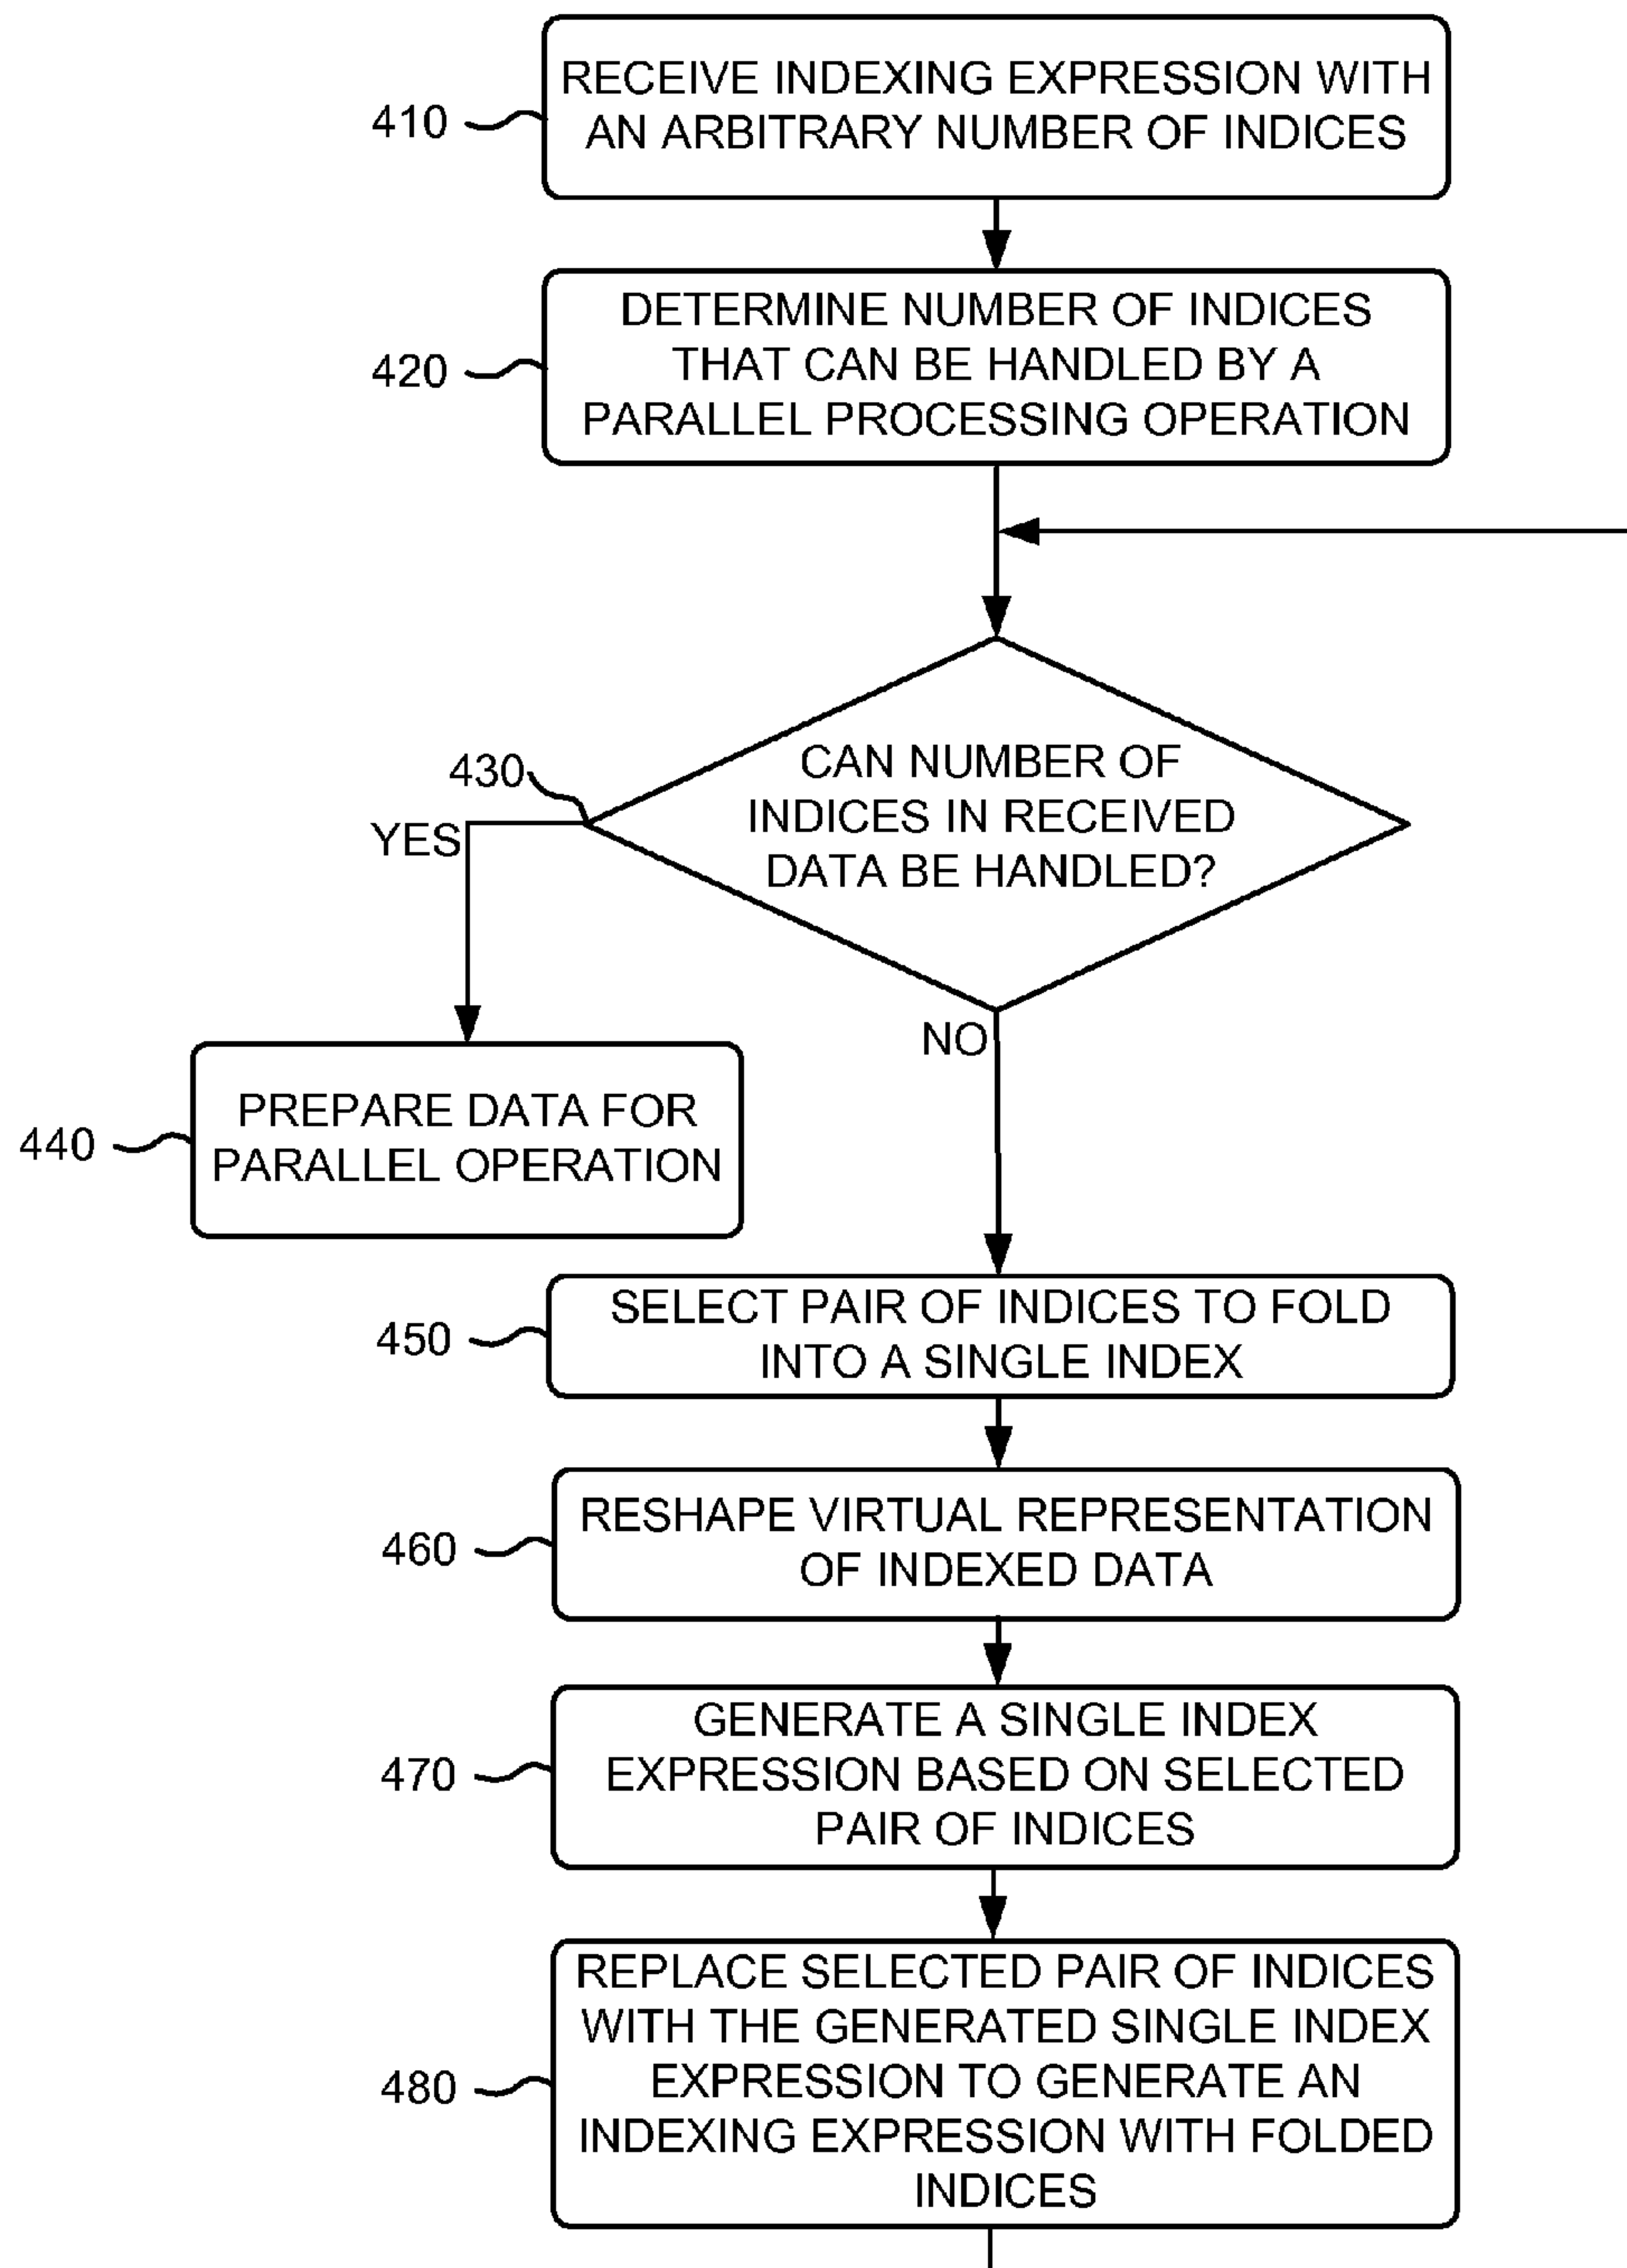 RECEIVE INDEXING EXPRESSION WITH
AN ARBITRARY NUMBER OF INDICES
410
DETERMINE NUMBER OF INDICES
THAT CAN BE HANDLED BY A
PARALLEL PROCESSING OPERATION
420
CAN NUMBER OF
INDICES IN RECEIVED
DATA BE HANDLED?
430
YES
NO
PREPARE DATA FOR
PARALLEL OPERATION
440
SELECT PAIR OF INDICES TO FOLD
INTO A SINGLE INDEX
450
RESHAPE VIRTUAL REPRESENTATION
OF INDEXED DATA
460
GENERATE A SINGLE INDEX
EXPRESSION BASED ON SELECTED
PAIR OF INDICES
470
REPLACE SELECTED PAIR OF INDICES
WITH THE GENERATED SINGLE INDEX
EXPRESSION TO GENERATE AN
INDEXING EXPRESSION WITH FOLDED
INDICES
480